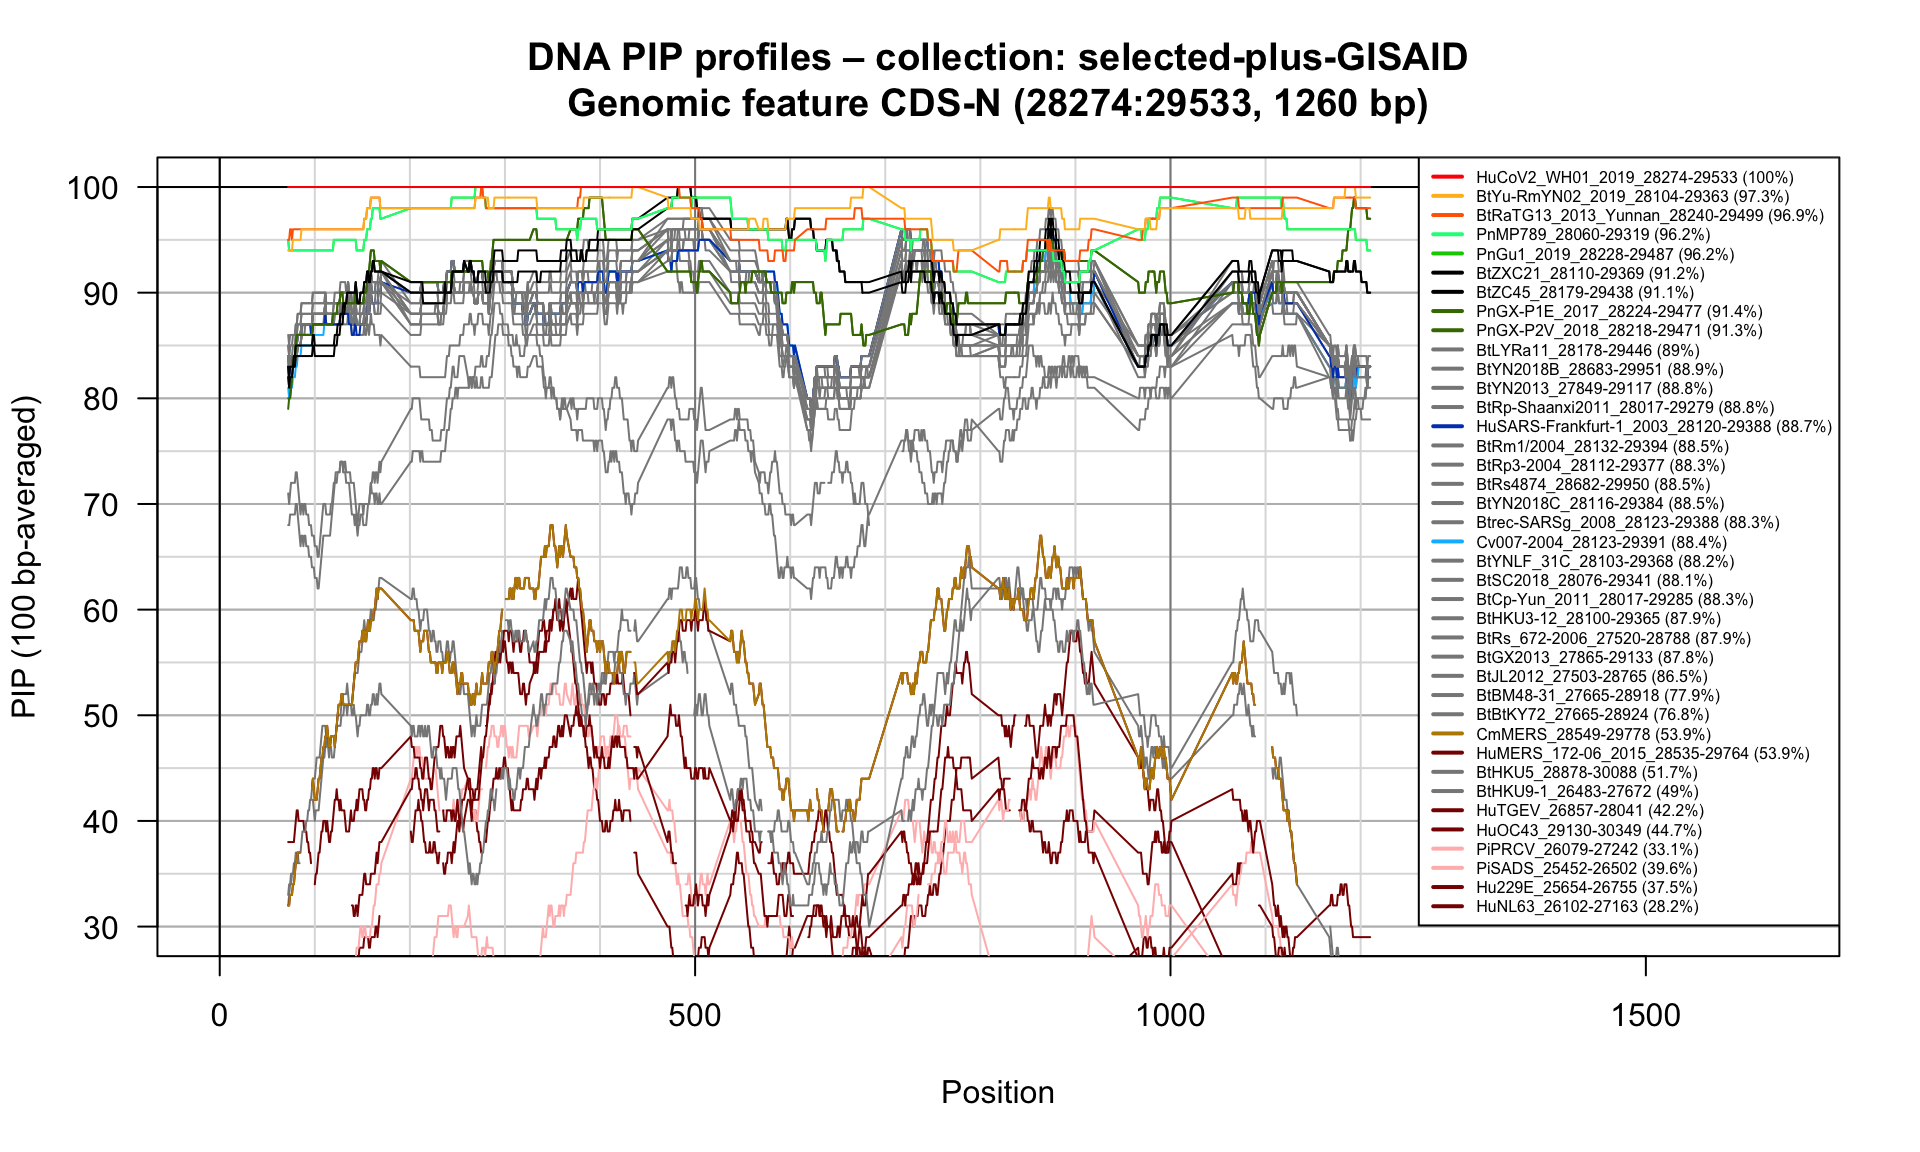 DNA PIP profiles – collection: selected-plus-GISAID
Genomic feature CDS-N (28274:29533, 1260 bp)
PIP (100 bp-averaged)
100
90
80
70
60
50
40
30
0
500
1000
1500
Position
HuCoV2_WH01_2019_28274-29533 (100%)
BtYu-RmYN02_2019_28104-29363 (97.3%)
BtRaTG13_2013_Yunnan_28240-29499 (96.9%)
PnMP789_28060-29319 (96.2%)
PnGu1_2019_28228-29487 (96.2%)
BtZXC21_28110-29369 (91.2%)
BtZC45_28179-29438 (91.1%)
PnGX-P1E_2017_28224-29477 (91.4%)
PnGX-P2V_2018_28218-29471 (91.3%)
BtLYRa11_28178-29446 (89%)
BtYN2018B_28683-29951 (88.9%)
BtYN2013_27849-29117 (88.8%)
BtRp-Shaanxi2011_28017-29279 (88.8%)
HuSARS-Frankfurt-1_2003_28120-29388 (88.7%)
BtRm1/2004_28132-29394 (88.5%)
BtRp3-2004_28112-29377 (88.3%)
BtRs4874_28682-29950 (88.5%)
BtYN2018C_28116-29384 (88.5%)
Btrec-SARSg_2008_28123-29388 (88.3%)
Cv007-2004_28123-29391 (88.4%)
BtYNLF_31C_28103-29368 (88.2%)
BtSC2018_28076-29341 (88.1%)
BtCp-Yun_2011_28017-29285 (88.3%)
BtHKU3-12_28100-29365 (87.9%)
BtRs_672-2006_27520-28788 (87.9%)
BtGX2013_27865-29133 (87.8%)
BtJL2012_27503-28765 (86.5%)
BtBM48-31_27665-28918 (77.9%)
BtBtKY72_27665-28924 (76.8%)
CmMERS_28549-29778 (53.9%)
HuMERS_172-06_2015_28535-29764 (53.9%)
BtHKU5_28878-30088 (51.7%)
BtHKU9-1_26483-27672 (49%)
HuTGEV_26857-28041 (42.2%)
HuOC43_29130-30349 (44.7%)
PiPRCV_26079-27242 (33.1%)
PiSADS_25452-26502 (39.6%)
Hu229E_25654-26755 (37.5%)
HuNL63_26102-27163 (28.2%)